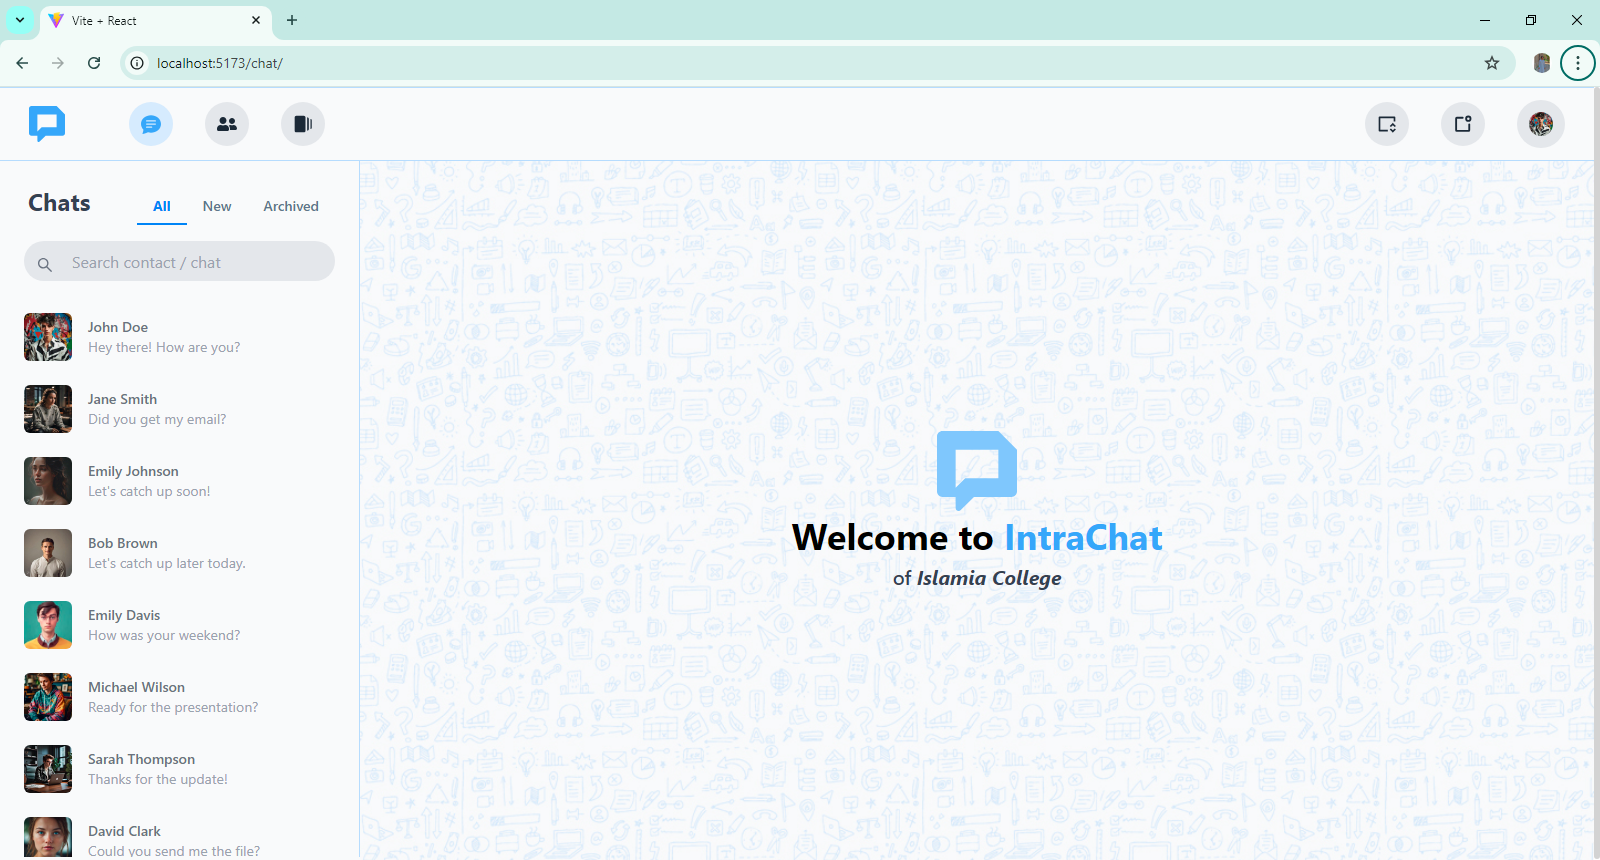 Vite + React
localhost:5173/chat/
Chats
All
New
Archived
Search contact / chat
John Doe
Hey there! How are you?
Jane Smith
Did you get my email?
Emily Johnson
Let's catch up soon!
Bob Brown
Let's catch up later today.
Emily Davis
How was your weekend?
Michael Wilson
Ready for the presentation?
Sarah Thompson
Thanks for the update!
David Clark
Could you send me the file?
Welcome to IntraChat
of Islamia College